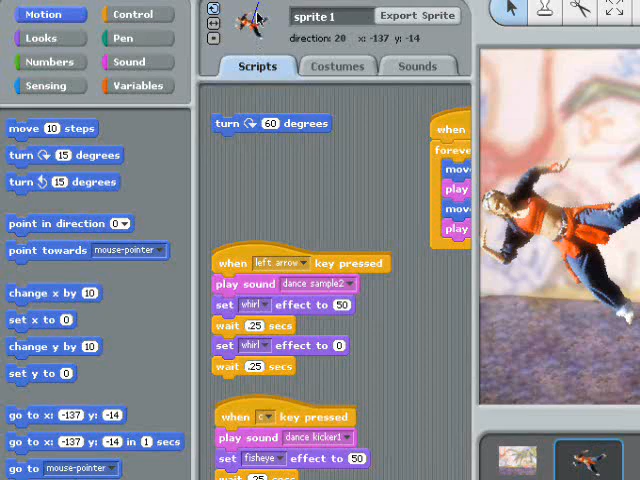 Motion Control
Looks Pen
Numbers Sound
Sensing Variables
move 10 steps
turn 15 degrees
turn 15 degrees
point in direction 0
point towards mouse-pointer
change x by 10
set x to 0
change y by 10
set y to 0
go to x: -137 y: -14
go to x: -137 y: -14 in 1 secs
go to mouse-pointer
sprite 1 Export Sprite
direction: 20 x: -137 y: -14
Scripts Costumes Sounds
turn 60 degrees
when left arrow key pressed
play sound dance sample2
set whirl effect to 50
wait .25 secs
set whirl effect to 0
wait .25 secs
when c key pressed
play sound dance kicker1
set fisheye effect to 50
wait .25 secs
when
forever
move
play
move
play